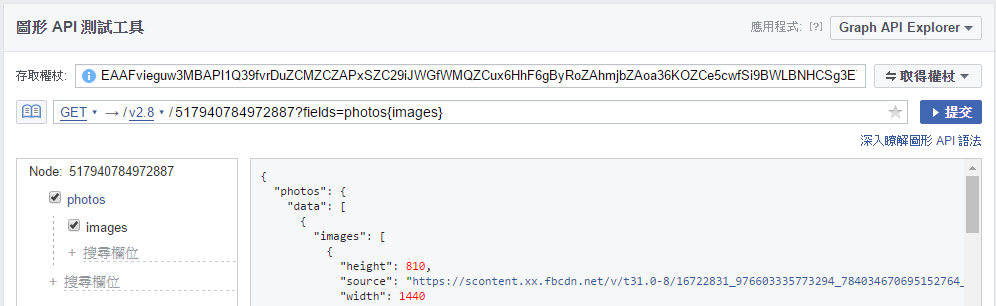 圖形 API 測試工具
應用程式: [?] Graph API Explorer
存取權杖: EAAFvieguw3MBAPI1Q39fvrDuZCMZCZAPxSZC29iJWGfWMQZCux6HhF6gByRoZAhmjbZAoa36KOZCe5cwfSi9BWLBNHCSg3E 取得權杖
GET → / v2.8 / 517940784972887?fields=photos{images} 提交
深入瞭解圖形 API 語法
Node: 517940784972887
photos
images
+ 搜尋欄位
+ 搜尋欄位
{
"photos": {
"data": [
{
"images": [
{
"height": 810,
"source": "https://scontent.xx.fbcdn.net/v/t31.0-8/16722831_976603335773294_784034670695152764_
"width": 1440